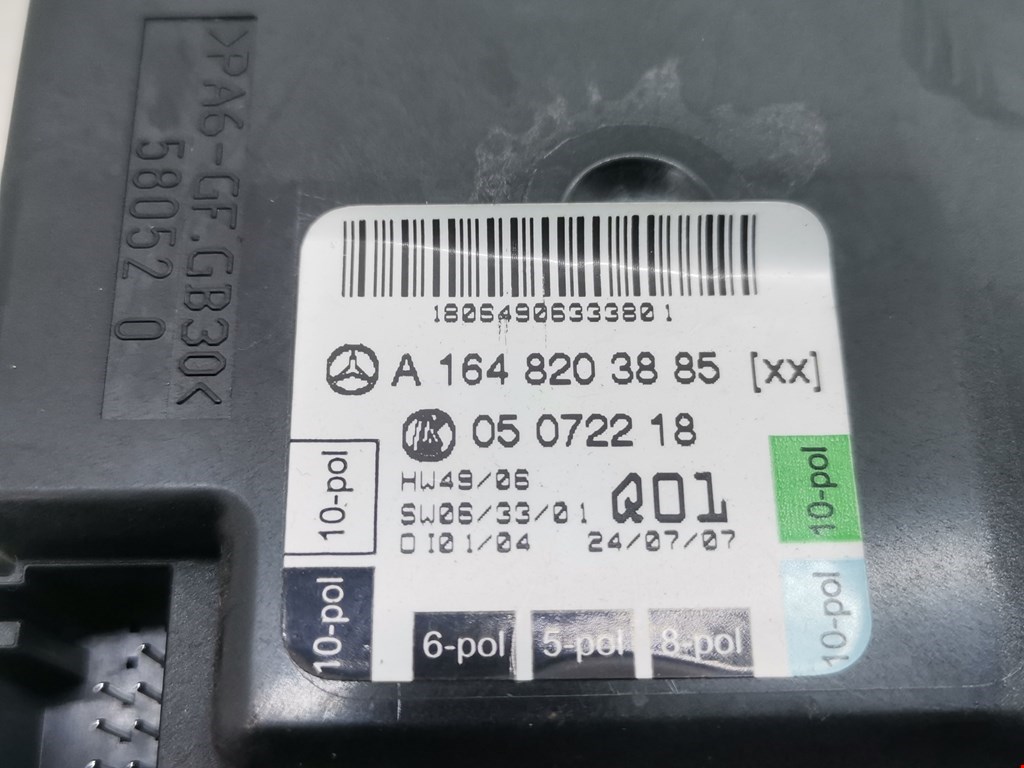 >PA6-GF.GB30<
58052 0
1806490633380 1
A 164 820 38 85 [xx]
05 0722 18
HW49/06
SW06/33/01
Q01
DI01/04 24/07/07
10-pol
10-pol
10-pol
10-pol
6-pol 5-pol 8-pol